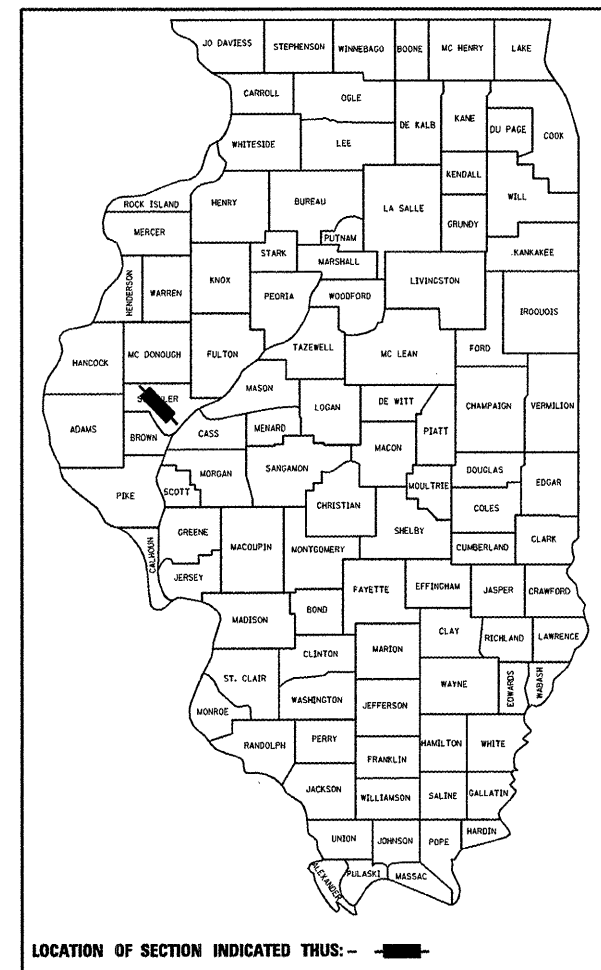 JO DAVIESS
STEPHENSON
WINNEBAGO
BOONE
MC HENRY
LAKE
CARROLL
OGLE
DE KALB
KANE
DU PAGE
COOK
WHITESIDE
LEE
KENDALL
WILL
ROCK ISLAND
HENRY
BUREAU
LA SALLE
GRUNDY
MERCER
PUTNAM
STARK
MARSHALL
KANKAKEE
HENDERSON
WARREN
KNOX
PEORIA
WOODFORD
LIVINGSTON
IROQUOIS
HANCOCK
MC DONOUGH
FULTON
TAZEWELL
MC LEAN
FORD
MASON
ADAMS
BROWN
CASS
MENARD
LOGAN
DE WITT
PIATT
CHAMPAIGN
VERMILION
MACON
PIKE
SCOTT
MORGAN
SANGAMON
CHRISTIAN
MOULTRIE
DOUGLAS
EDGAR
COLES
SHELBY
CALHOUN
GREENE
JERSEY
MACOUPIN
MONTGOMERY
CUMBERLAND
CLARK
FAYETTE
EFFINGHAM
JASPER
CRAWFORD
MADISON
BOND
CLAY
RICHLAND
LAWRENCE
CLINTON
MARION
ST. CLAIR
WASHINGTON
WAYNE
EDWARDS
WABASH
MONROE
JEFFERSON
RANDOLPH
PERRY
FRANKLIN
HAMILTON
WHITE
JACKSON
WILLIAMSON
SALINE
GALLATIN
UNION
JOHNSON
POPE
HARDIN
ALEXANDER
PULASKI
MASSAC
LOCATION OF SECTION INDICATED THUS: -